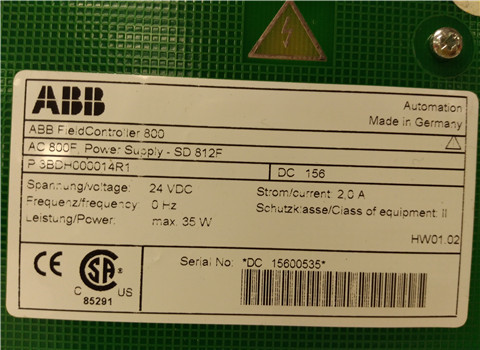 ABB
Automation
Made in Germany
ABB FieldController 800
AC 800F, Power Supply - SD 812F
P 3BDH000014R1
DC 156
Spannung/voltage: 24 VDC
Strom/current: 2,0 A
Frequenz/frequency: 0 Hz
Schutzklasse/Class of equipment: II
Leistung/Power: max. 35 W
HW01.02
CE
CSA
C US
85291
Serial No: *DC 15600535*